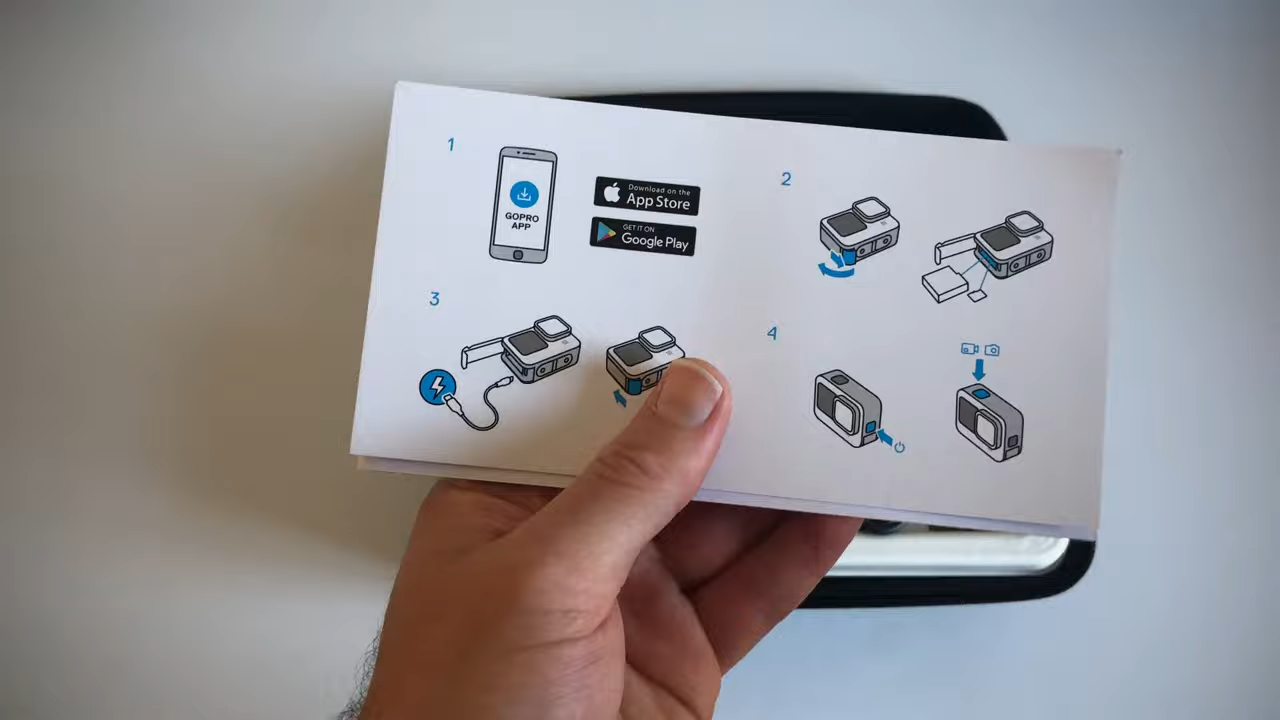 1
GOPRO
APP
Download on the
App Store
GET IT ON
Google Play
2
3
4